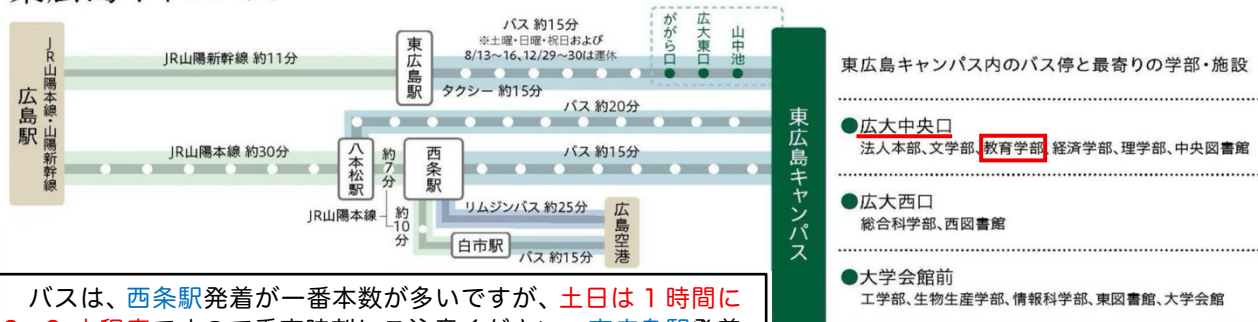 JR山陽本線・山陽新幹線
広島駅
JR山陽新幹線 約11分
東広島駅
バス 約15分
※土曜・日曜・祝日および
8/13~16、12/29~30は運休
タクシー 約15分
ががら口
広大東口
山中池
バス 約20分
JR山陽本線 約30分
八本松駅
約7分
西条駅
バス 約15分
JR山陽本線
約10分
リムジンバス 約25分
白市駅
バス 約15分
広島空港
東広島キャンパス
東広島キャンパス内のバス停と最寄りの学部・施設
●広大中央口
法人本部、文学部、教育学部、経済学部、理学部、中央図書館
●広大西口
総合科学部、西図書館
●大学会館前
工学部、生物生産学部、情報科学部、東図書館、大学会館
バスは、西条駅発着が一番本数が多いですが、土日は1時間に